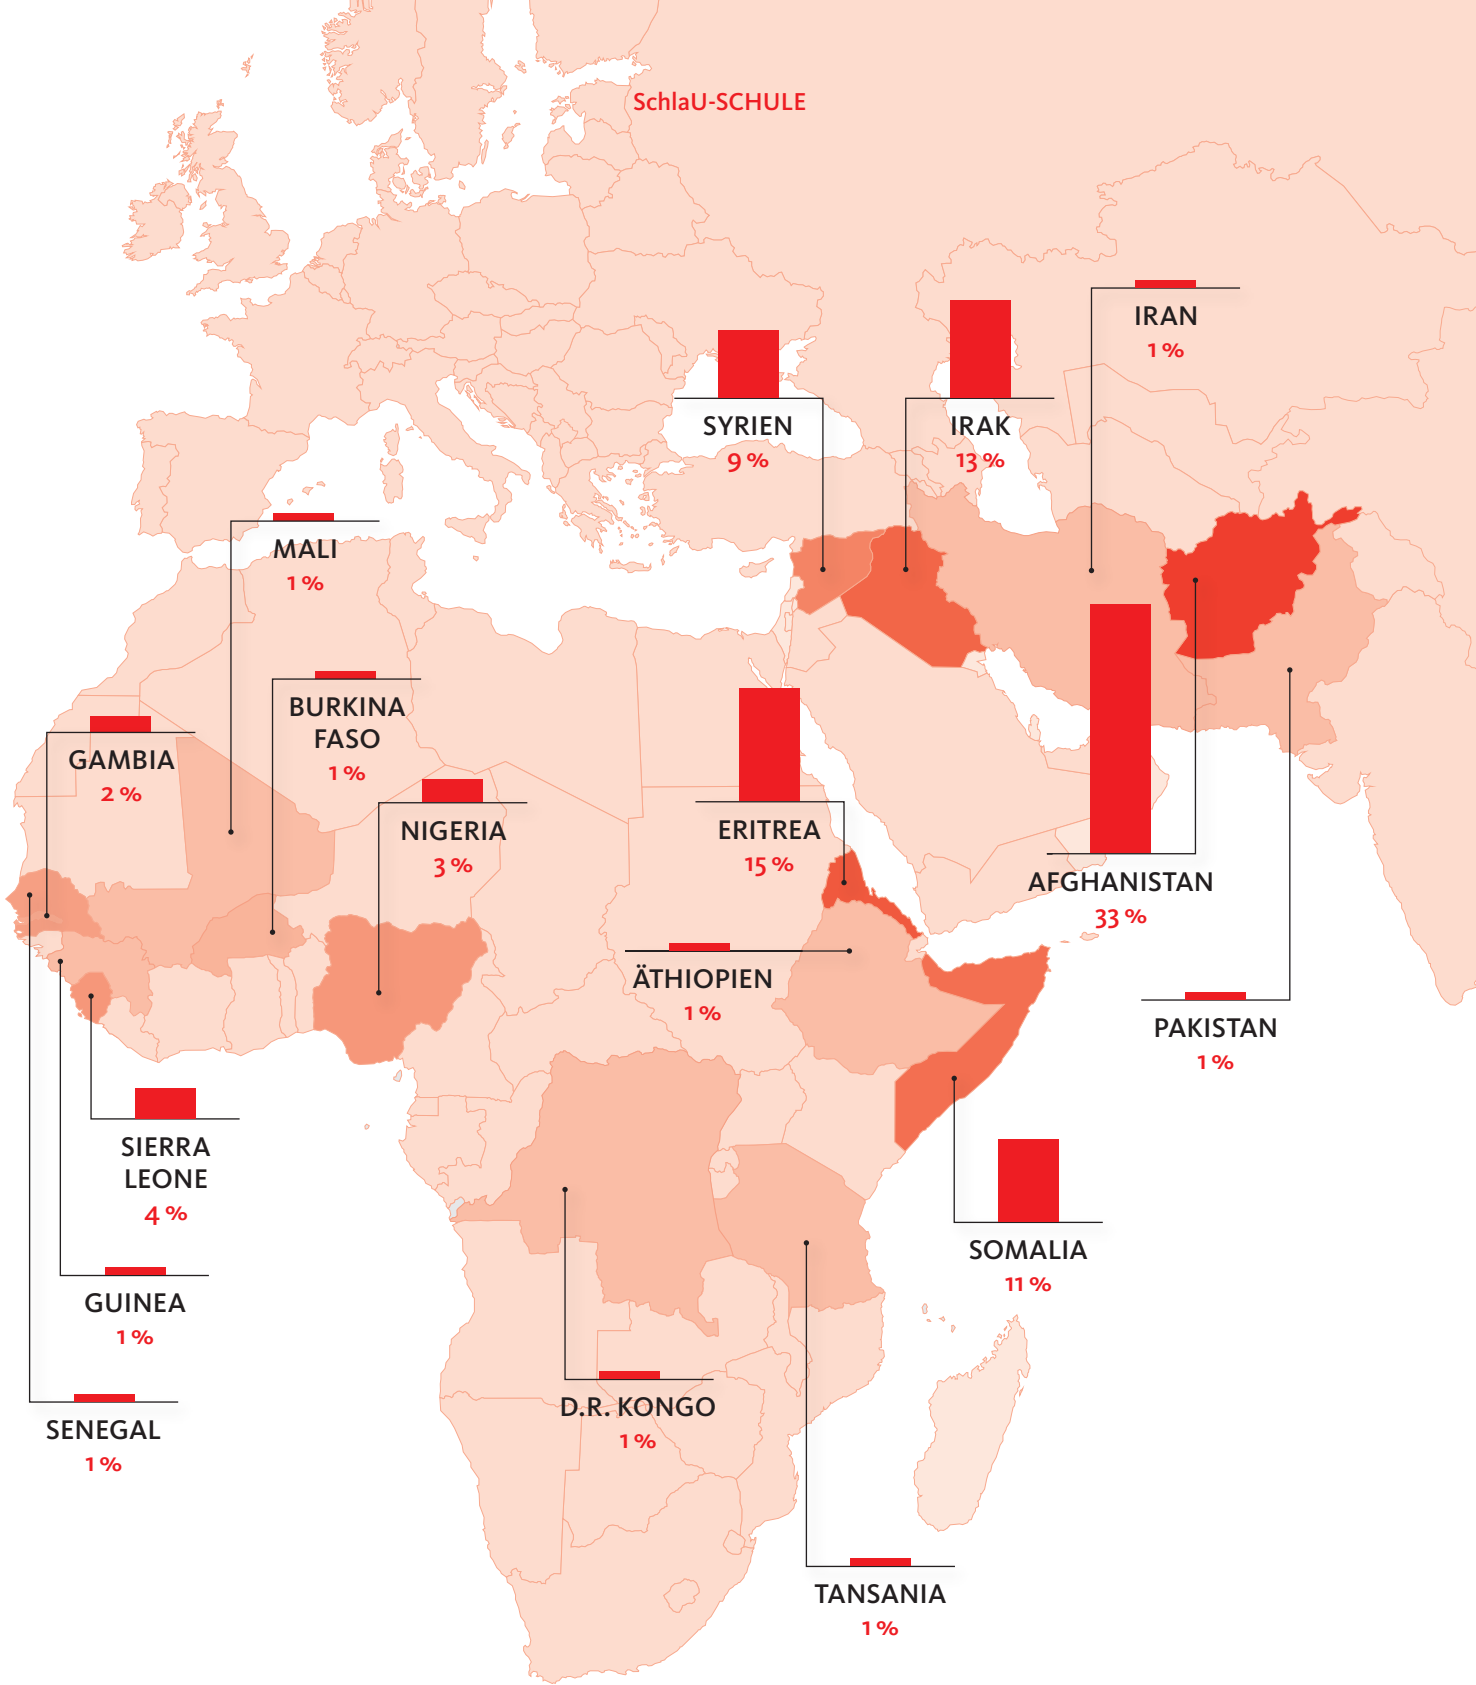 SchlaU-SCHULE
IRAN
1 %
SYRIEN
9 %
IRAK
13 %
MALI
1 %
BURKINA
FASO
1 %
GAMBIA
2 %
NIGERIA
3 %
ERITREA
15 %
AFGHANISTAN
33 %
ÄTHIOPIEN
1 %
PAKISTAN
1 %
SIERRA
LEONE
4 %
SOMALIA
11 %
GUINEA
1 %
SENEGAL
1 %
D.R. KONGO
1 %
TANSANIA
1 %